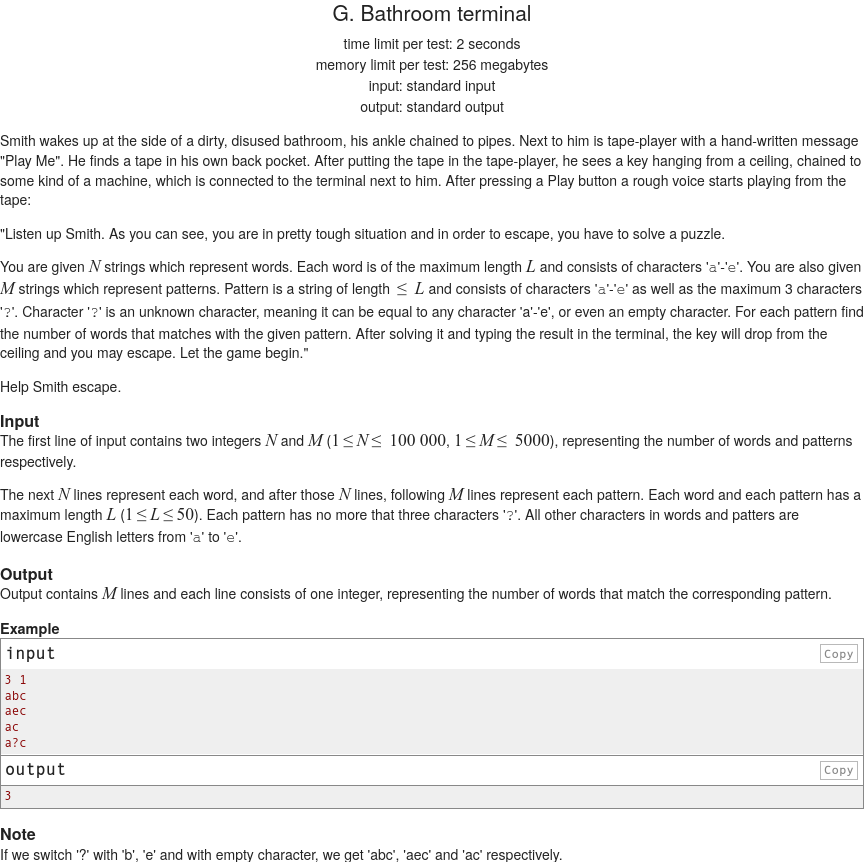 G. Bathroom terminal
time limit per test: 2 seconds
memory limit per test: 256 megabytes
input: standard input
output: standard output
Smith wakes up at the side of a dirty, disused bathroom, his ankle chained to pipes. Next to him is tape-player with a hand-written message
"Play Me". He finds a tape in his own back pocket. After putting the tape in the tape-player, he sees a key hanging from a ceiling, chained to
some kind of a machine, which is connected to the terminal next to him. After pressing a Play button a rough voice starts playing from the
tape:
"Listen up Smith. As you can see, you are in pretty tough situation and in order to escape, you have to solve a puzzle.
You are given N strings which represent words. Each word is of the maximum length L and consists of characters 'a'-'e'. You are also given
M strings which represent patterns. Pattern is a string of length ≤ L and consists of characters 'a'-'e' as well as the maximum 3 characters
'?'. Character '?' is an unknown character, meaning it can be equal to any character 'a'-'e', or even an empty character. For each pattern find
the number of words that matches with the given pattern. After solving it and typing the result in the terminal, the key will drop from the
ceiling and you may escape. Let the game begin."
Help Smith escape.
Input
The first line of input contains two integers N and M (1 ≤ N ≤ 100 000, 1 ≤ M ≤ 5000), representing the number of words and patterns
respectively.
The next N lines represent each word, and after those N lines, following M lines represent each pattern. Each word and each pattern has a
maximum length L (1 ≤ L ≤ 50). Each pattern has no more that three characters '?'. All other characters in words and patters are
lowercase English letters from 'a' to 'e'.
Output
Output contains M lines and each line consists of one integer, representing the number of words that match the corresponding pattern.
Example
input
Copy
3 1
abc
aec
ac
a?c
output
Copy
3
Note
If we switch '?' with 'b', 'e' and with empty character, we get 'abc', 'aec' and 'ac' respectively.